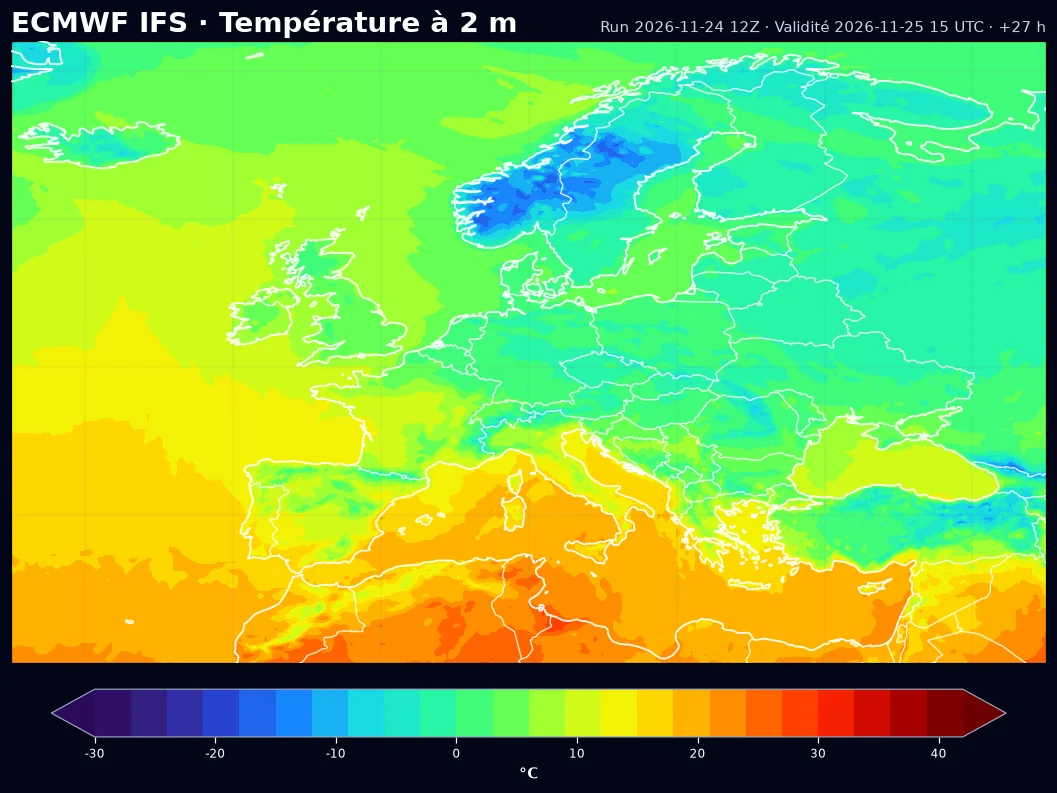 ECMWF IFS · Température à 2 m
Run 2026-11-24 12Z · Validité 2026-11-25 15 UTC · +27 h
-30 -20 -10 0 10 20 30 40
°C